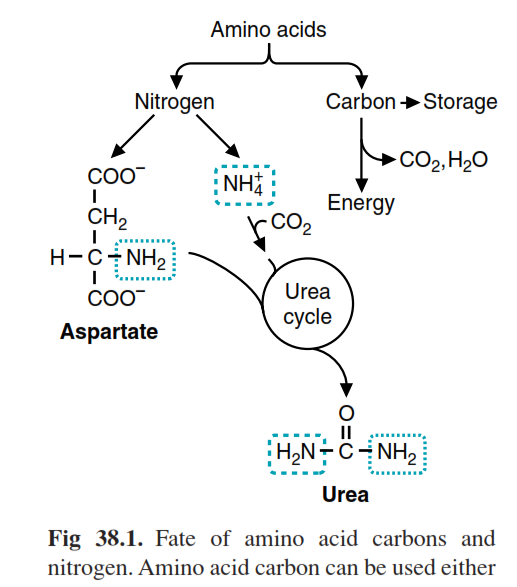 Amino acids
Nitrogen
Carbon Storage
CO2, H2O
Energy
COO−
CH2
H–C–NH2
COO−
Aspartate
NH4+
CO2
Urea
cycle
O
H2N–C–NH2
Urea
Fig 38.1. Fate of amino acid carbons and
nitrogen. Amino acid carbon can be used either